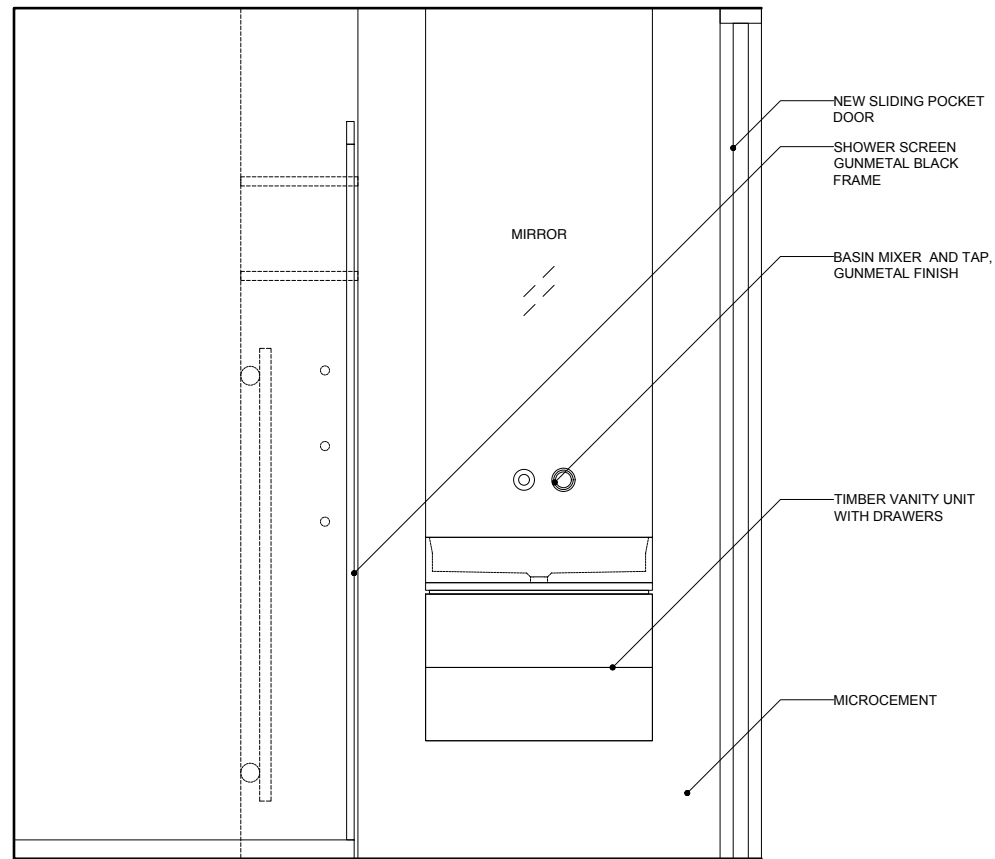 NEW SLIDING POCKET
DOOR
SHOWER SCREEN
GUNMETAL BLACK
FRAME
MIRROR
BASIN MIXER  AND TAP,
GUNMETAL FINISH
TIMBER VANITY UNIT
WITH DRAWERS
MICROCEMENT